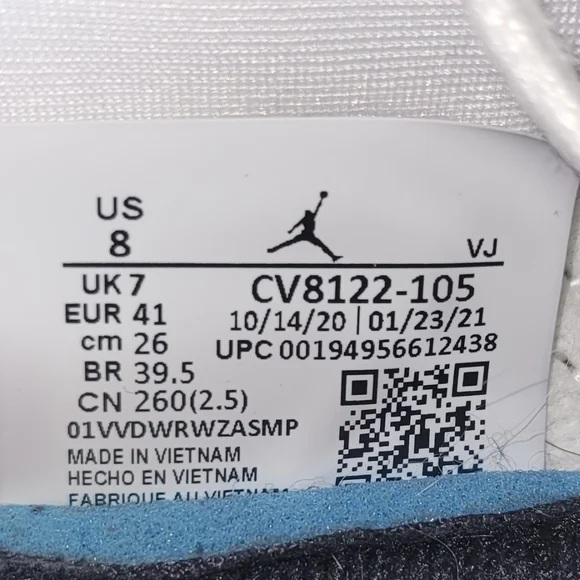 US
8
VJ
UK 7
CV8122-105
EUR 41
10/14/20 | 01/23/21
cm 26
UPC 00194956612438
BR 39.5
CN 260(2.5)
01VVDWRWZASMP
MADE IN VIETNAM
HECHO EN VIETNAM
FABRIQUE AU VIETNAM